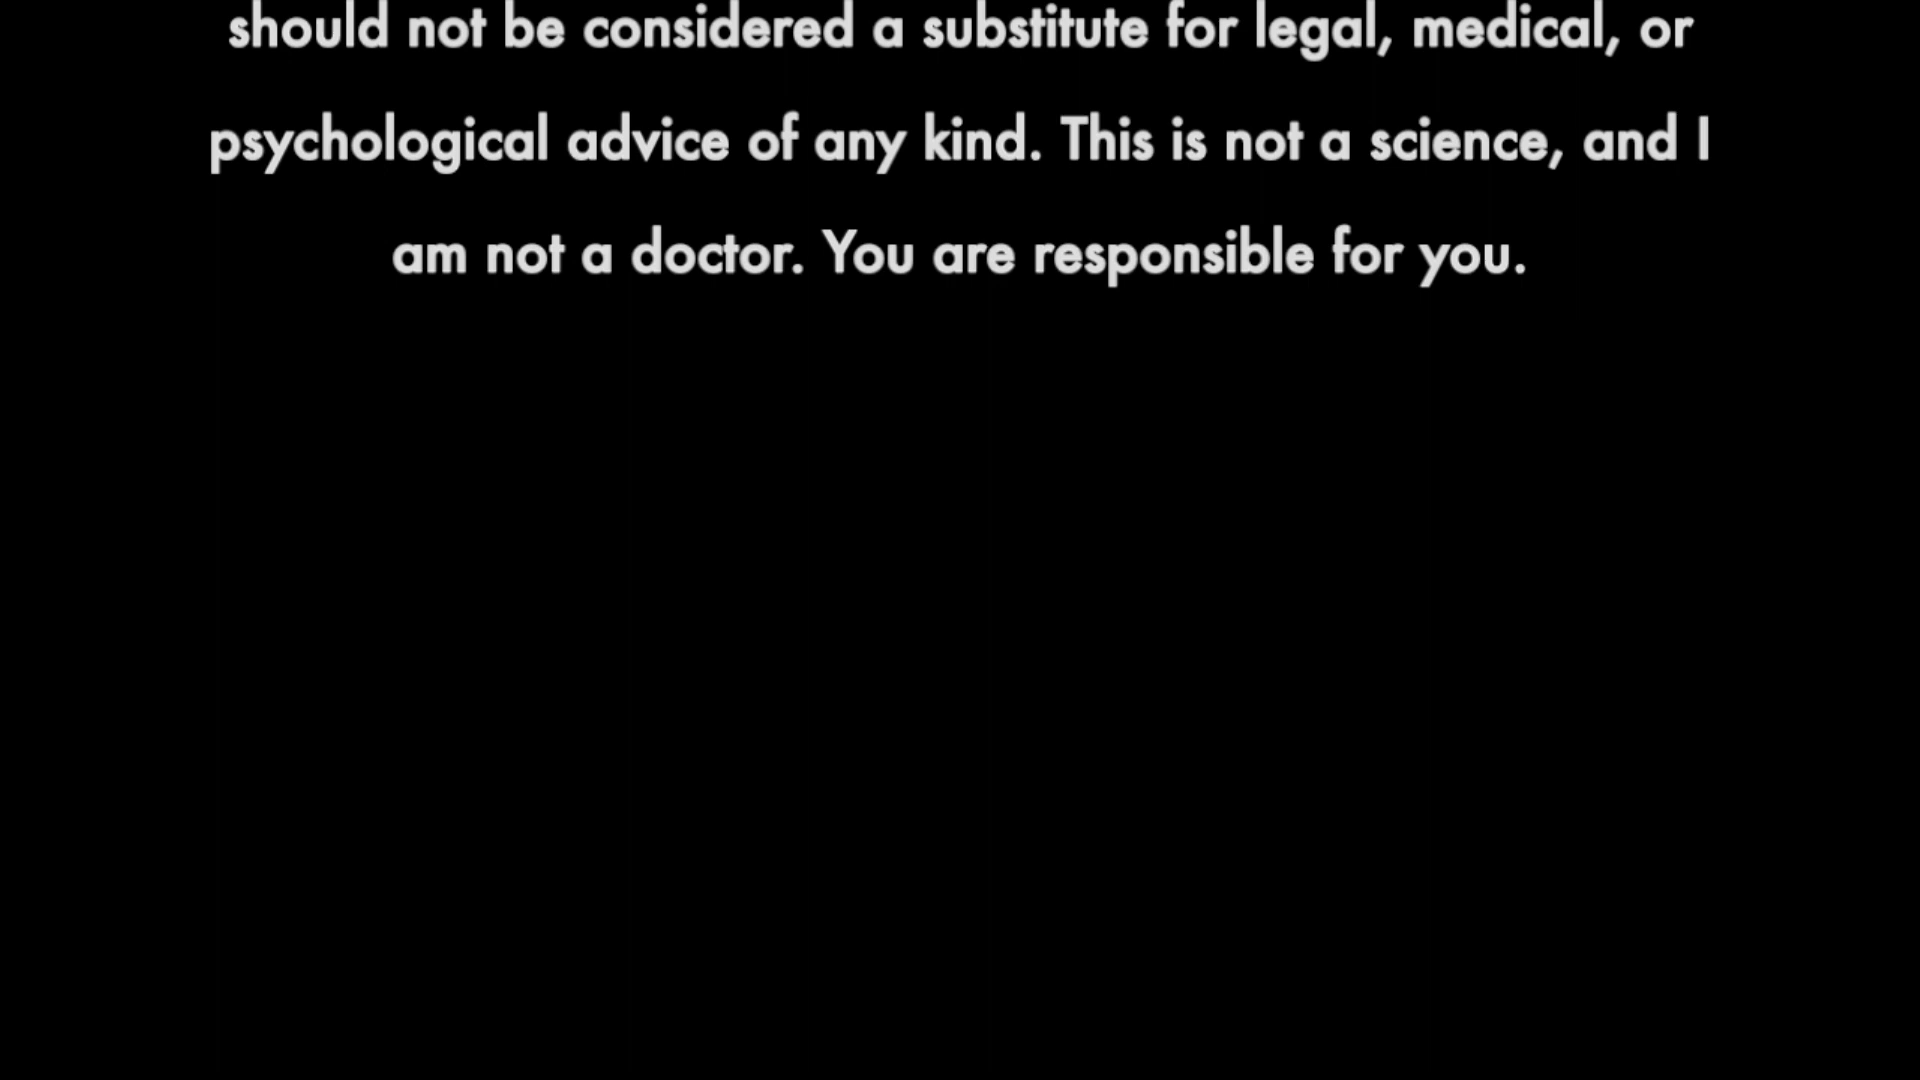 should not be considered a substitute for legal, medical, or
psychological advice of any kind. This is not a science, and I
am not a doctor. You are responsible for you.